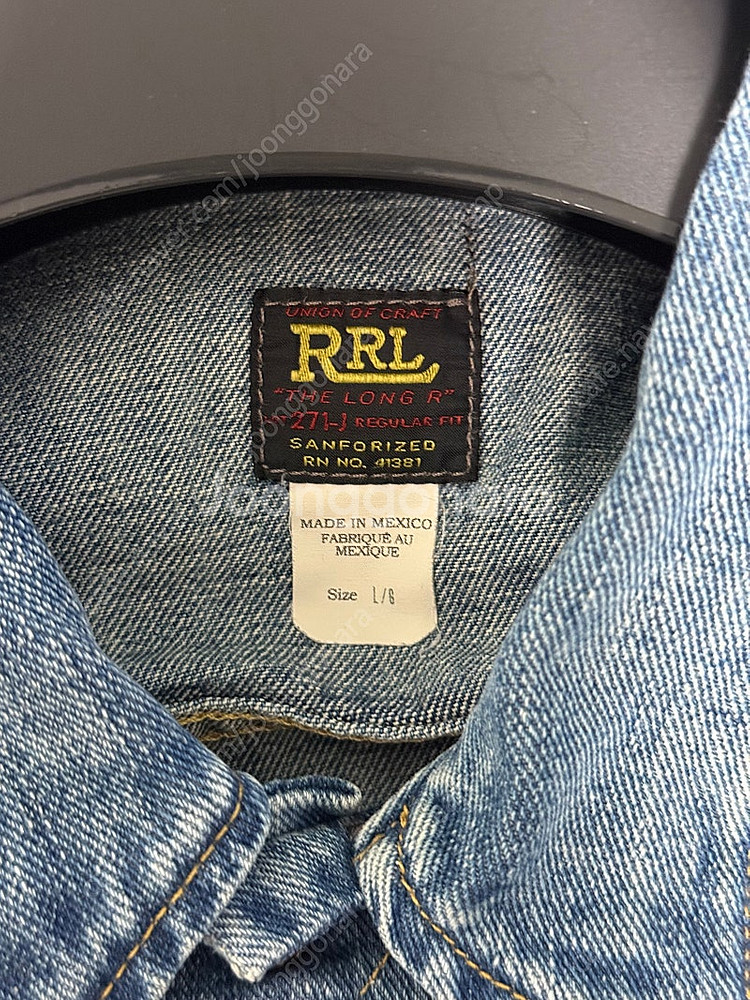 UNION OF CRAFT
RRL
"THE LONG R"
271-J REGULAR FIT
SANFORIZED
RN NO. 41381
MADE IN MEXICO
FABRIQUÉ AU
MEXIQUE
Size L/G
joonggonara